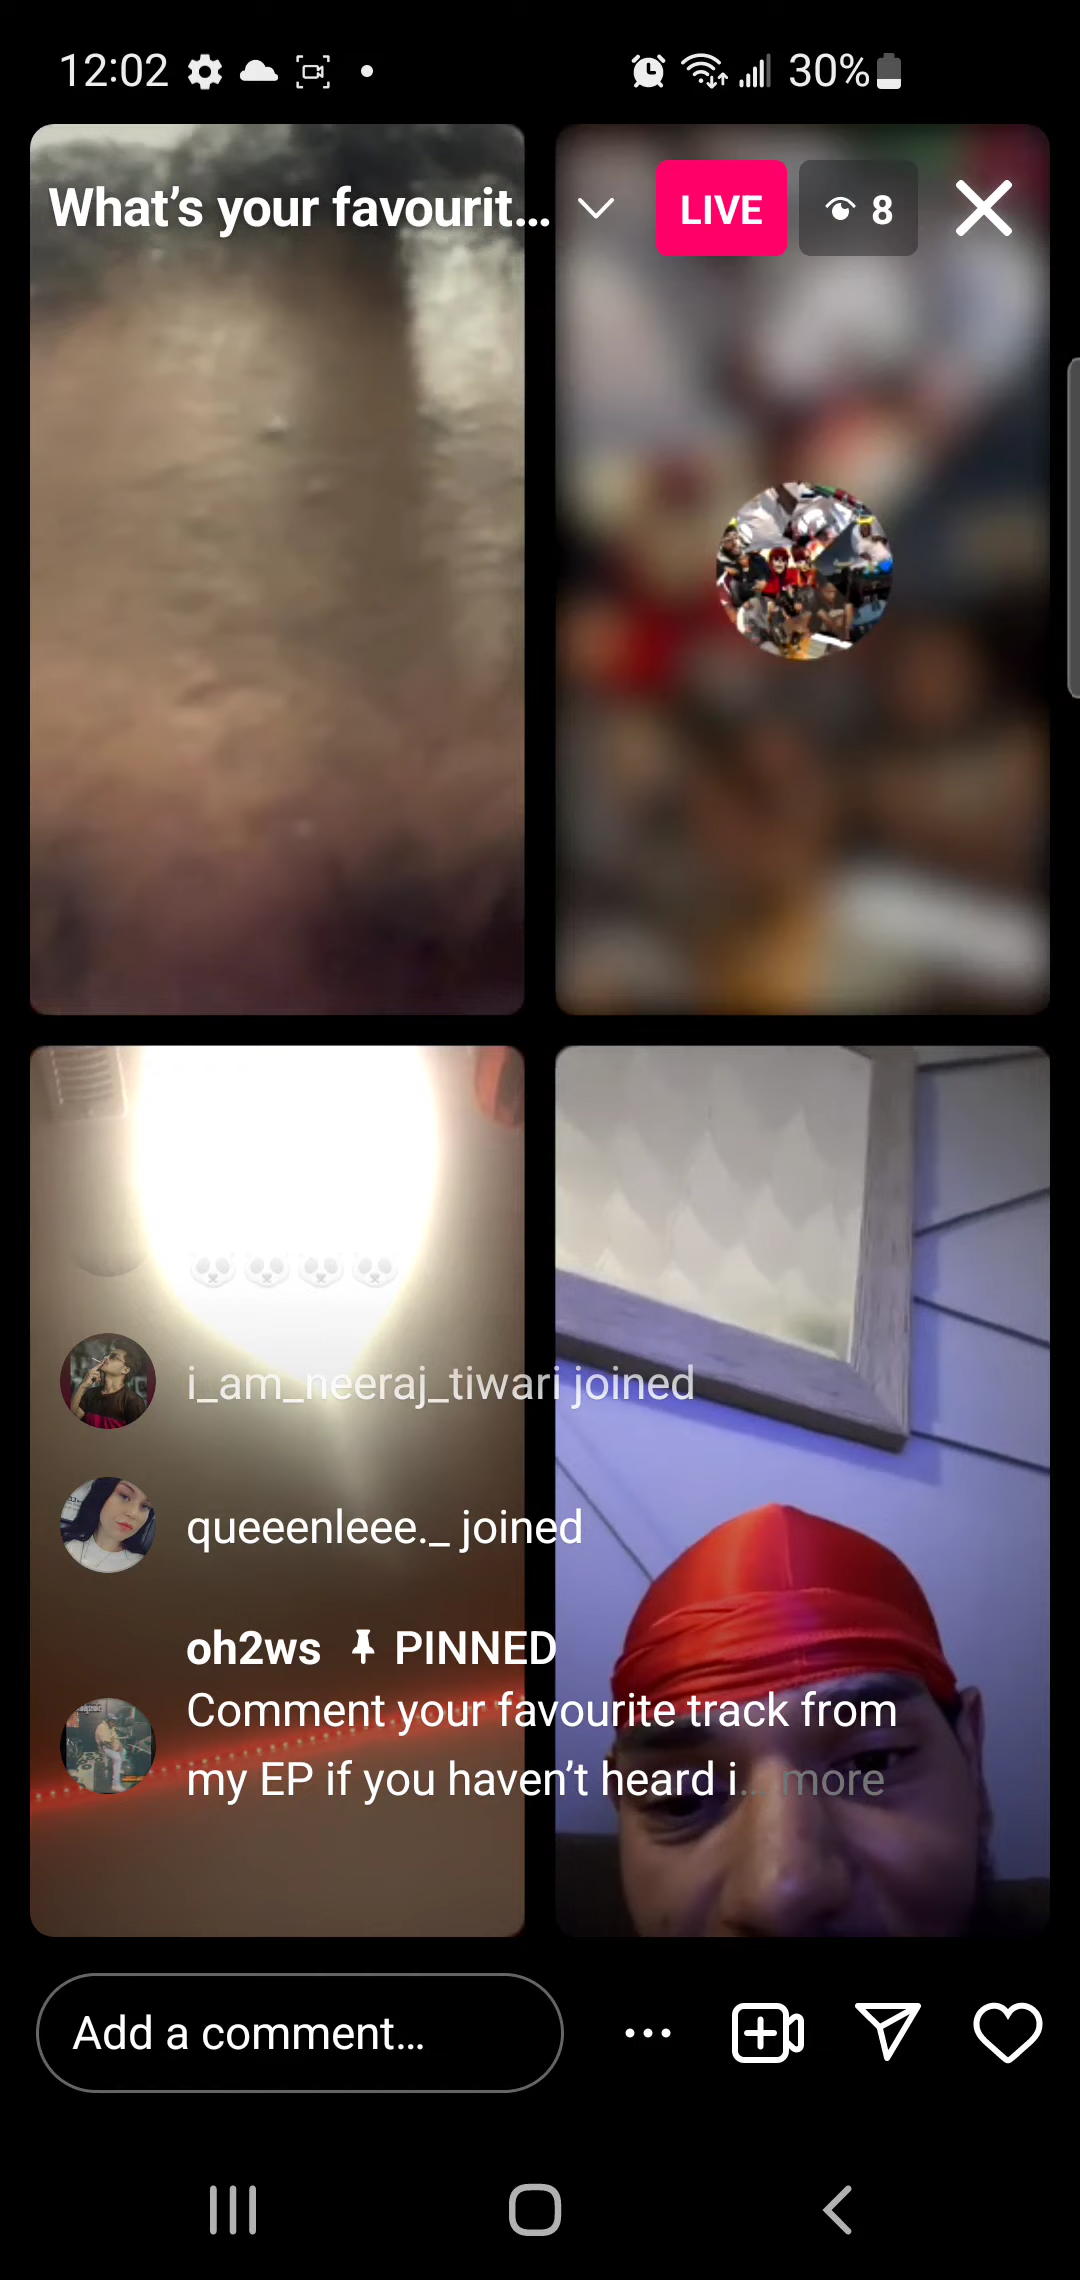 12:02
30%
What’s your favourit...
LIVE
8
🐼🐼🐼🐼
i_am_neeraj_tiwari joined
queeenleee._ joined
oh2ws PINNED
Comment your favourite track from
my EP if you haven’t heard i... more
Add a comment...